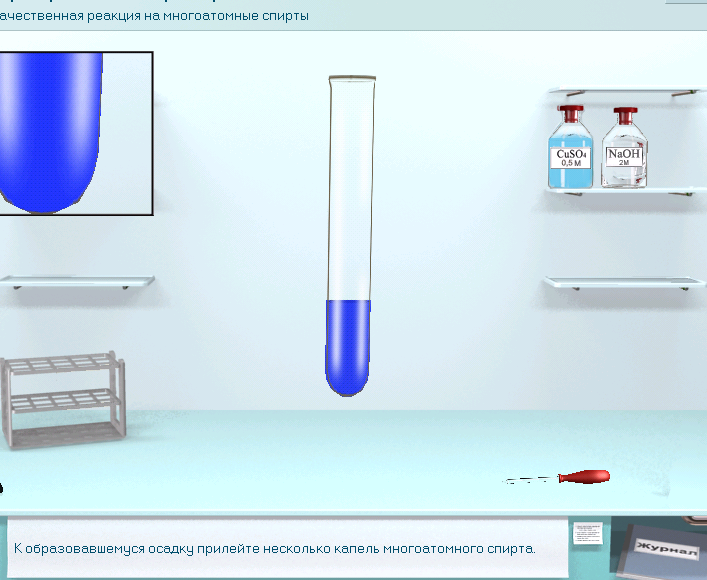 ачественная реакция на многоатомные спирты
CuSO₄
0,5 М
NaOH
2М
К образовавшемуся осадку прилейте несколько капель многоатомного спирта.
Журнал